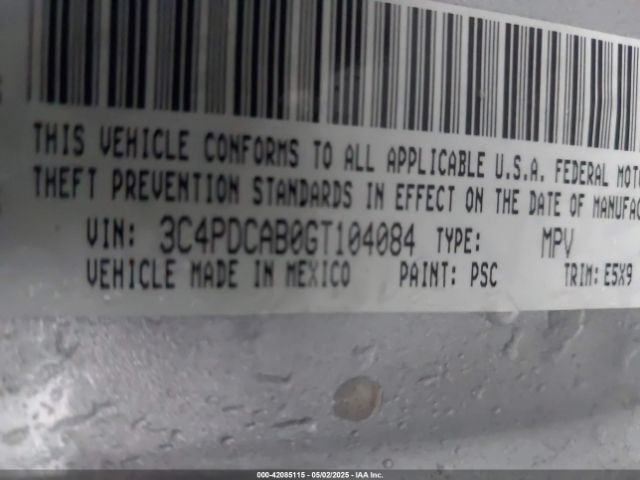 THIS VEHICLE CONFORMS TO ALL APPLICABLE U.S.A. FEDERAL MOTO
THEFT PREVENTION STANDARDS IN EFFECT ON THE DATE OF MANUFAC
VIN: 3C4PDCAB0GT104084 TYPE: MPV
VEHICLE MADE IN MEXICO PAINT: PSC TRIM: E5X9
000-42085115 - 05/02/2025 - IAA Inc.